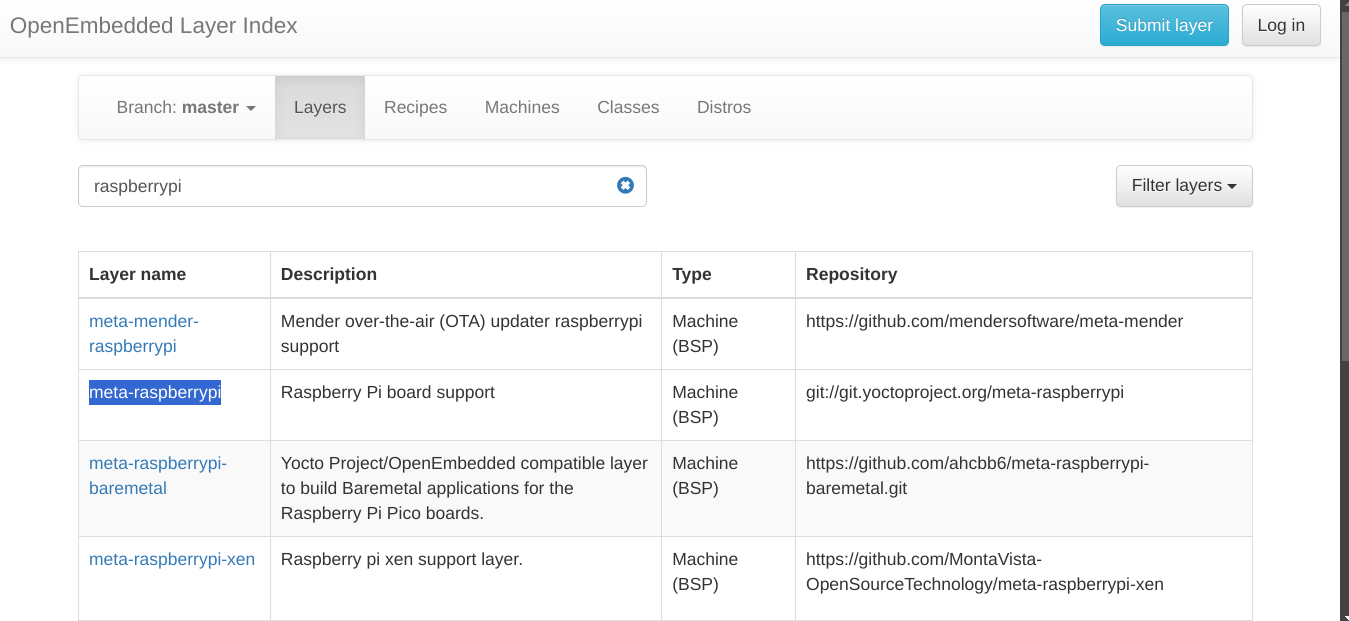 OpenEmbedded Layer Index
Submit layer
Log in
Branch: master
Layers
Recipes
Machines
Classes
Distros
raspberrypi
Filter layers
Layer name
Description
Type
Repository
meta-mender-
raspberrypi
Mender over-the-air (OTA) updater raspberrypi
support
Machine
(BSP)
https://github.com/mendersoftware/meta-mender
meta-raspberrypi
Raspberry Pi board support
Machine
(BSP)
git://git.yoctoproject.org/meta-raspberrypi
meta-raspberrypi-
baremetal
Yocto Project/OpenEmbedded compatible layer
to build Baremetal applications for the
Raspberry Pi Pico boards.
Machine
(BSP)
https://github.com/ahcbb6/meta-raspberrypi-
baremetal.git
meta-raspberrypi-xen
Raspberry pi xen support layer.
Machine
(BSP)
https://github.com/MontaVista-
OpenSourceTechnology/meta-raspberrypi-xen